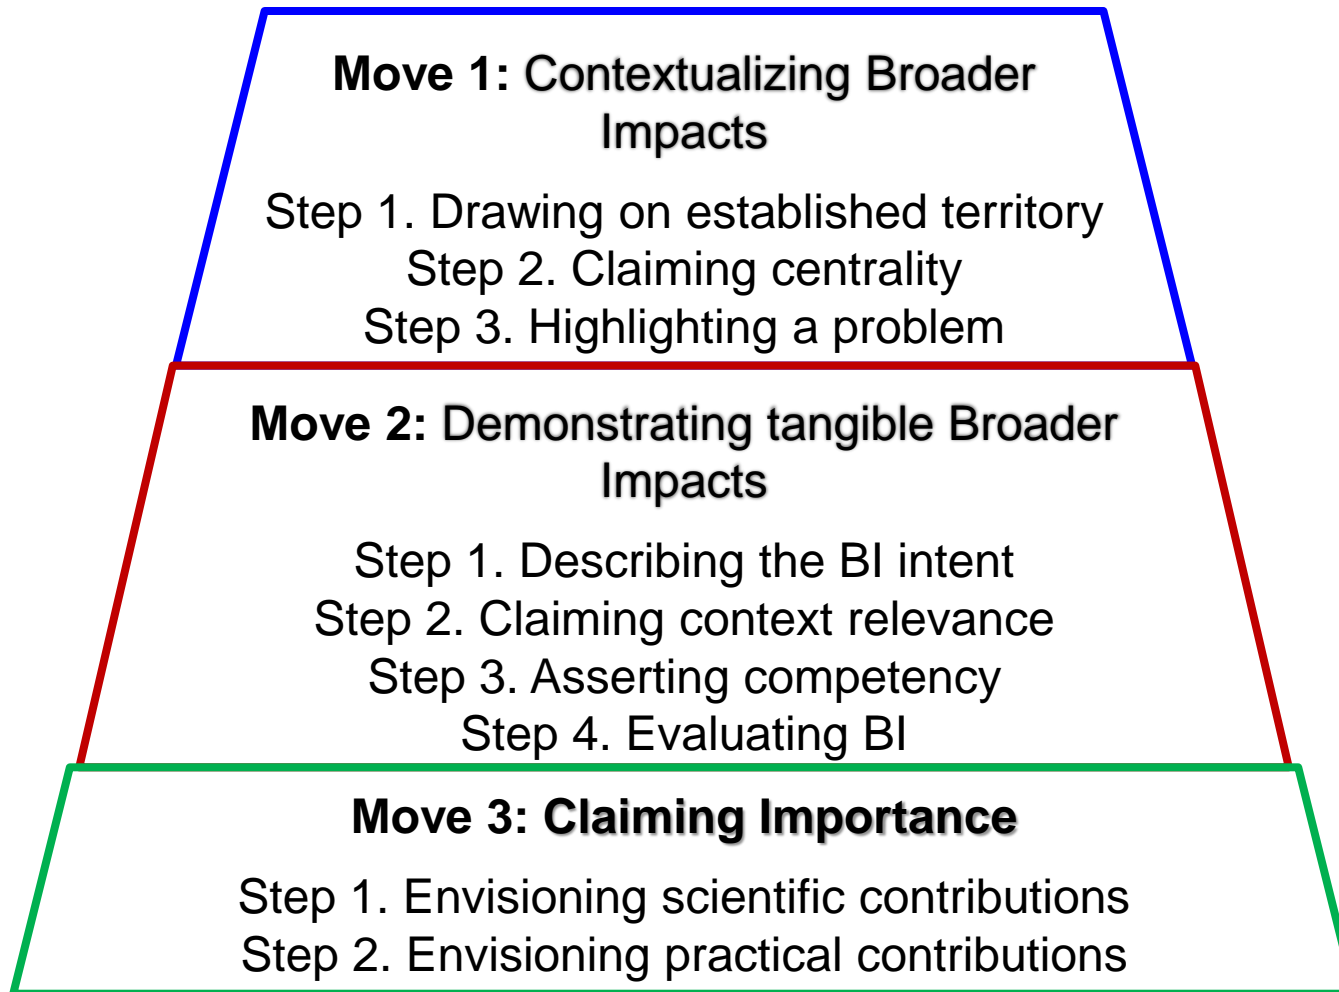 Move 1: Contextualizing Broader
Impacts
Step 1. Drawing on established territory
Step 2. Claiming centrality
Step 3. Highlighting a problem
Move 2: Demonstrating tangible Broader
Impacts
Step 1. Describing the BI intent
Step 2. Claiming context relevance
Step 3. Asserting competency
Step 4. Evaluating BI
Move 3: Claiming Importance
Step 1. Envisioning scientific contributions
Step 2. Envisioning practical contributions